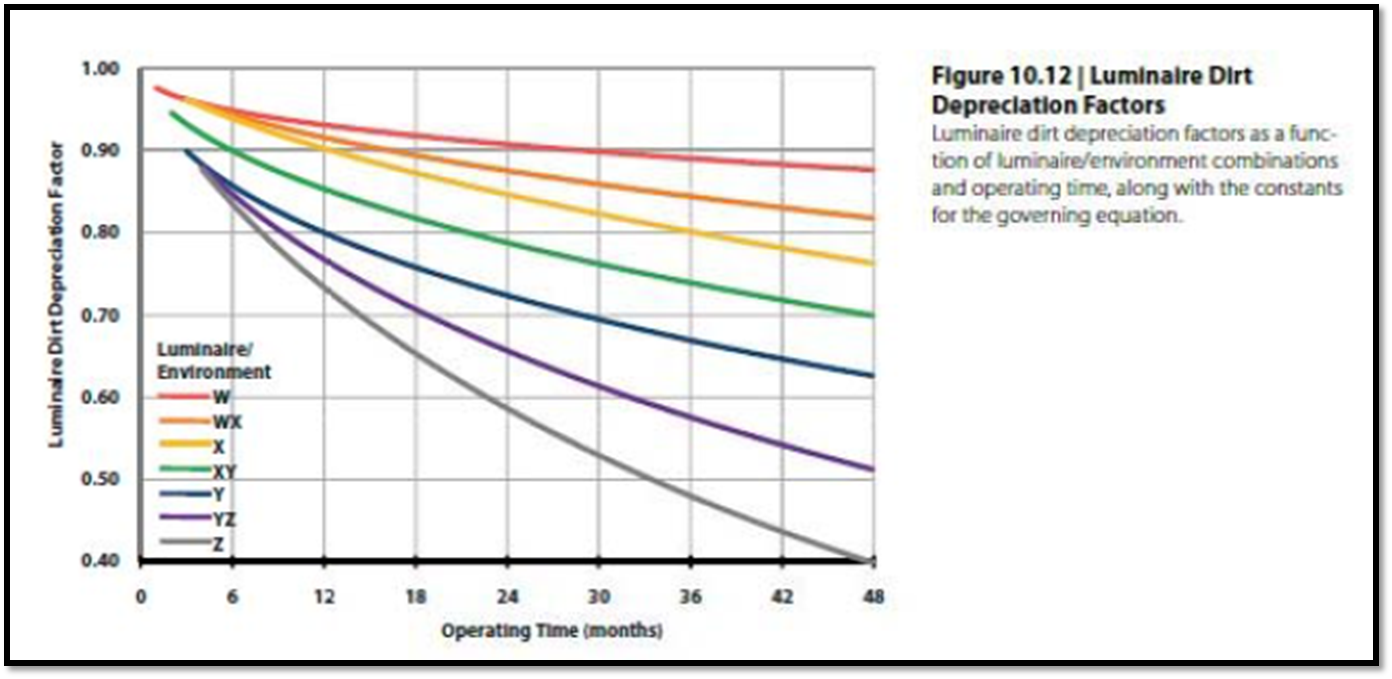 Figure 10.12 | Luminaire Dirt
Depreciation Factors
Luminaire dirt depreciation factors as a func-
tion of luminaire/environment combinations
and operating time, along with the constants
for the governing equation.
Luminaire Dirt Depreciation Factor
1.00
0.90
0.80
0.70
0.60
0.50
0.40
Luminaire/
Environment
W
WX
X
XY
Y
YZ
Z
0 6 12 18 24 30 36 42 48
Operating Time (months)